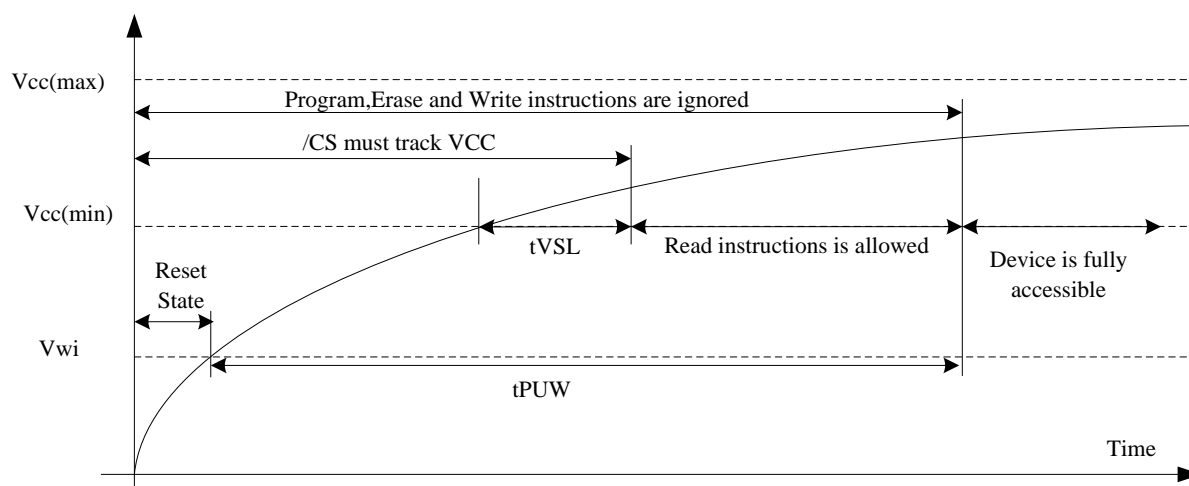 Vcc(max)
Program,Erase and Write instructions are ignored
/CS must track VCC
Vcc(min)
tVSL
Read instructions is allowed
Device is fully
accessible
Reset
State
Vwi
tPUW
Time